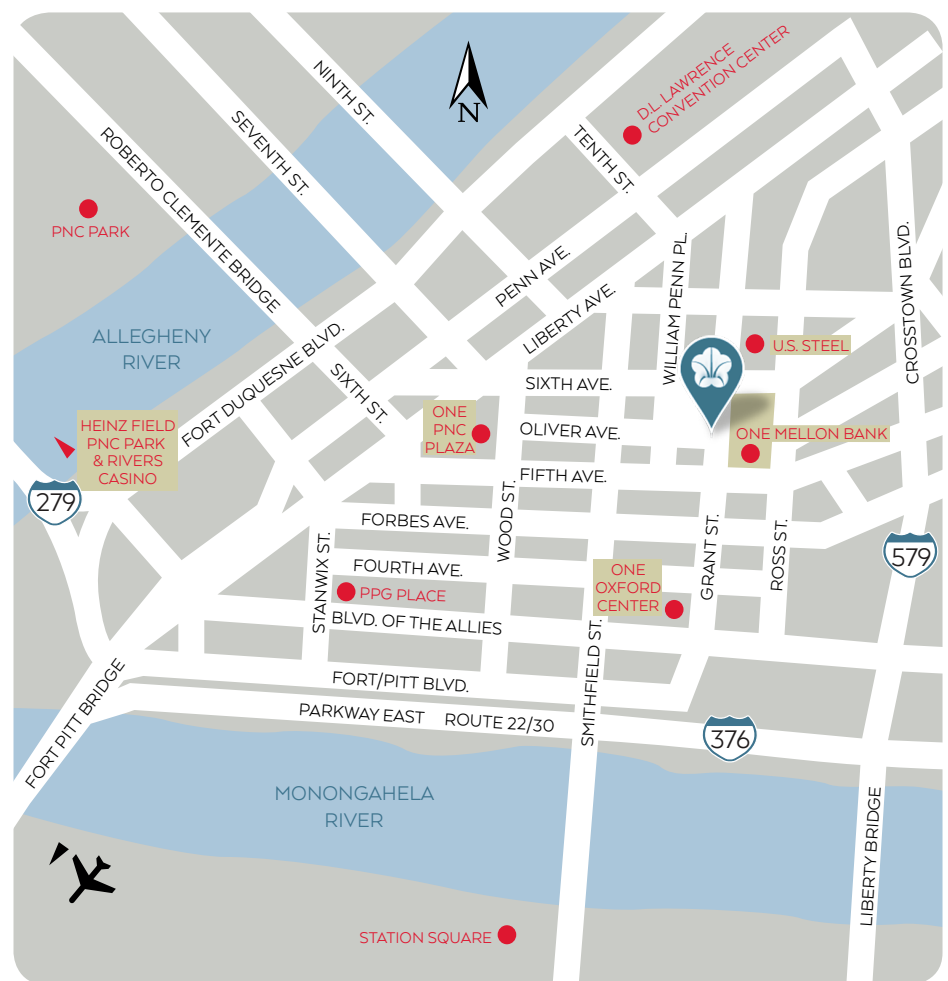 D.L. LAWRENCE
CONVENTION CENTER
NINTH ST.
N
SEVENTH ST.
TENTH ST.
ROBERTO CLEMENTE BRIDGE
PNC PARK
PENN AVE.
WILLIAM PENN PL.
CROSSTOWN BLVD.
LIBERTY AVE.
ALLEGHENY
RIVER
FORT DUQUESNE BLVD.
U.S. STEEL
SIXTH ST.
SIXTH AVE.
HEINZ FIELD
PNC PARK
& RIVERS
CASINO
ONE
PNC
PLAZA
OLIVER AVE.
ONE MELLON BANK
FIFTH AVE.
279
WOOD ST.
FORBES AVE.
STANWIX ST.
GRANT ST.
ROSS ST.
579
FOURTH AVE.
ONE
OXFORD
CENTER
PPG PLACE
BLVD. OF THE ALLIES
SMITHFIELD ST.
FORT/PITT BLVD.
FORT PITT BRIDGE
PARKWAY EAST ROUTE 22/30
376
MONONGAHELA
RIVER
LIBERTY BRIDGE
STATION SQUARE